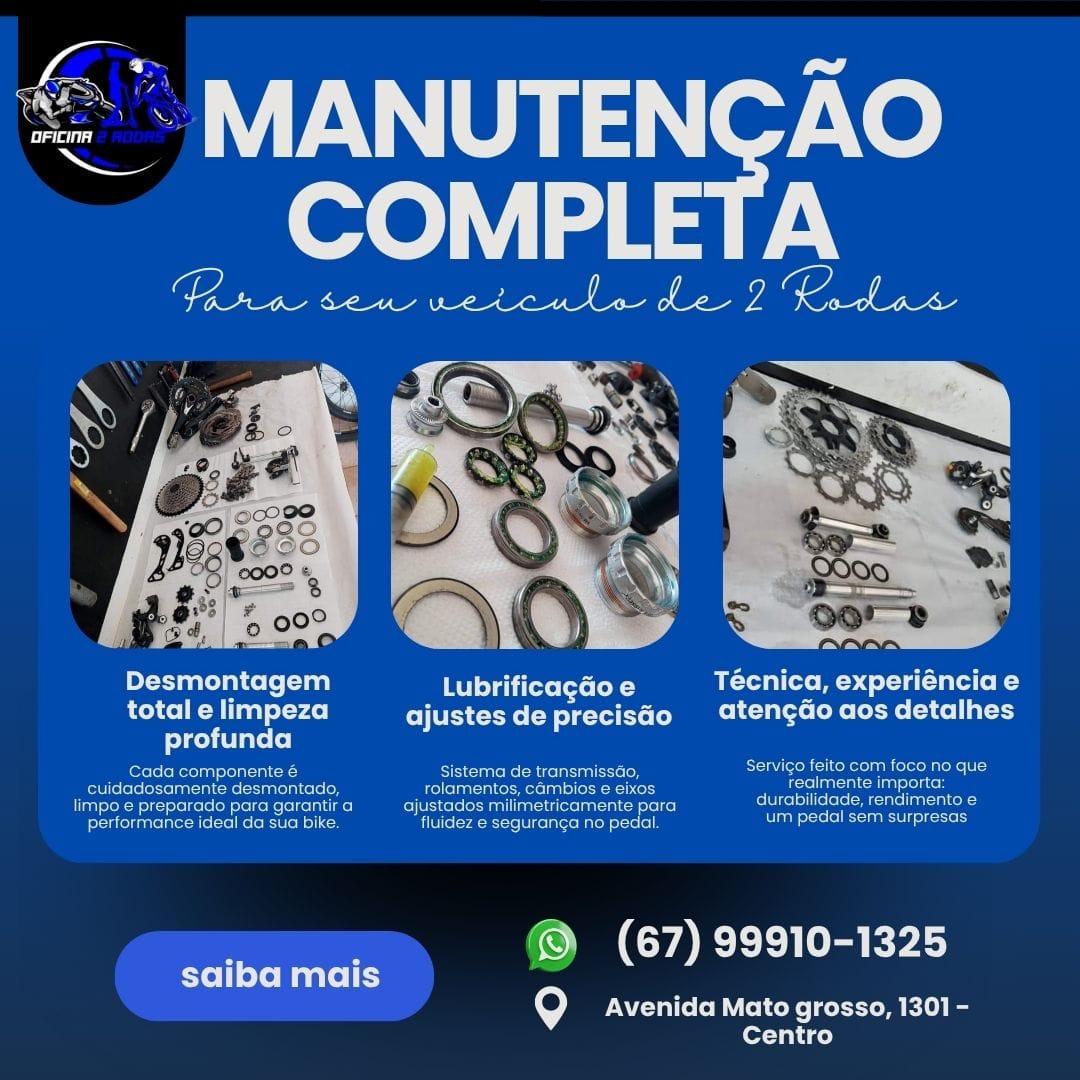 OFICINA 2 RODAS
MANUTENÇÃO
COMPLETA
Para seu veículo de 2 Rodas
Desmontagem
total e limpeza
profunda
Cada componente é
cuidadosamente desmontado,
limpo e preparado para garantir a
performance ideal da sua bike.
Lubrificação e
ajustes de precisão
Sistema de transmissão,
rolamentos, câmbios e eixos
ajustados milimetricamente para
fluidez e segurança no pedal.
Técnica, experiência e
atenção aos detalhes
Serviço feito com foco no que
realmente importa:
durabilidade, rendimento e
um pedal sem surpresas
saiba mais
(67) 99910-1325
Avenida Mato grosso, 1301 -
Centro